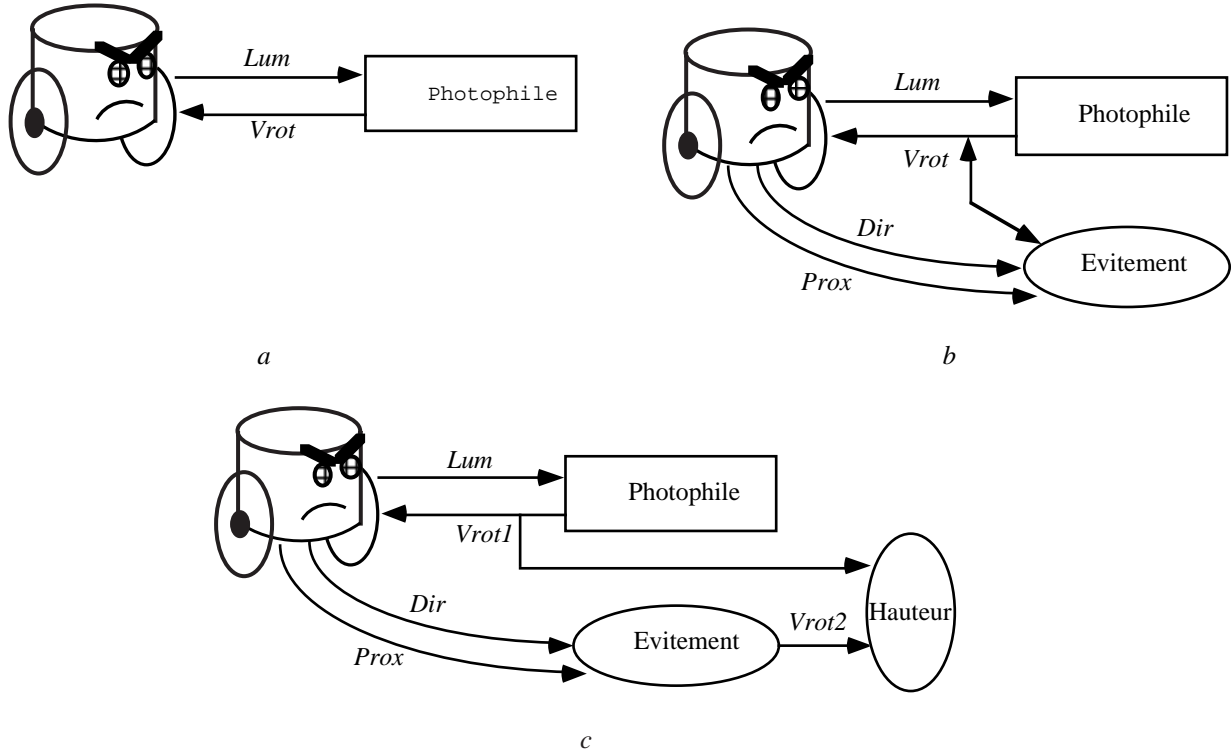 Lum
Photophile
Vrot
a
Lum
Photophile
Vrot
Dir
Evitement
Prox
b
Lum
Photophile
Vrot1
Dir
Evitement
Vrot2
Hauteur
Prox
c